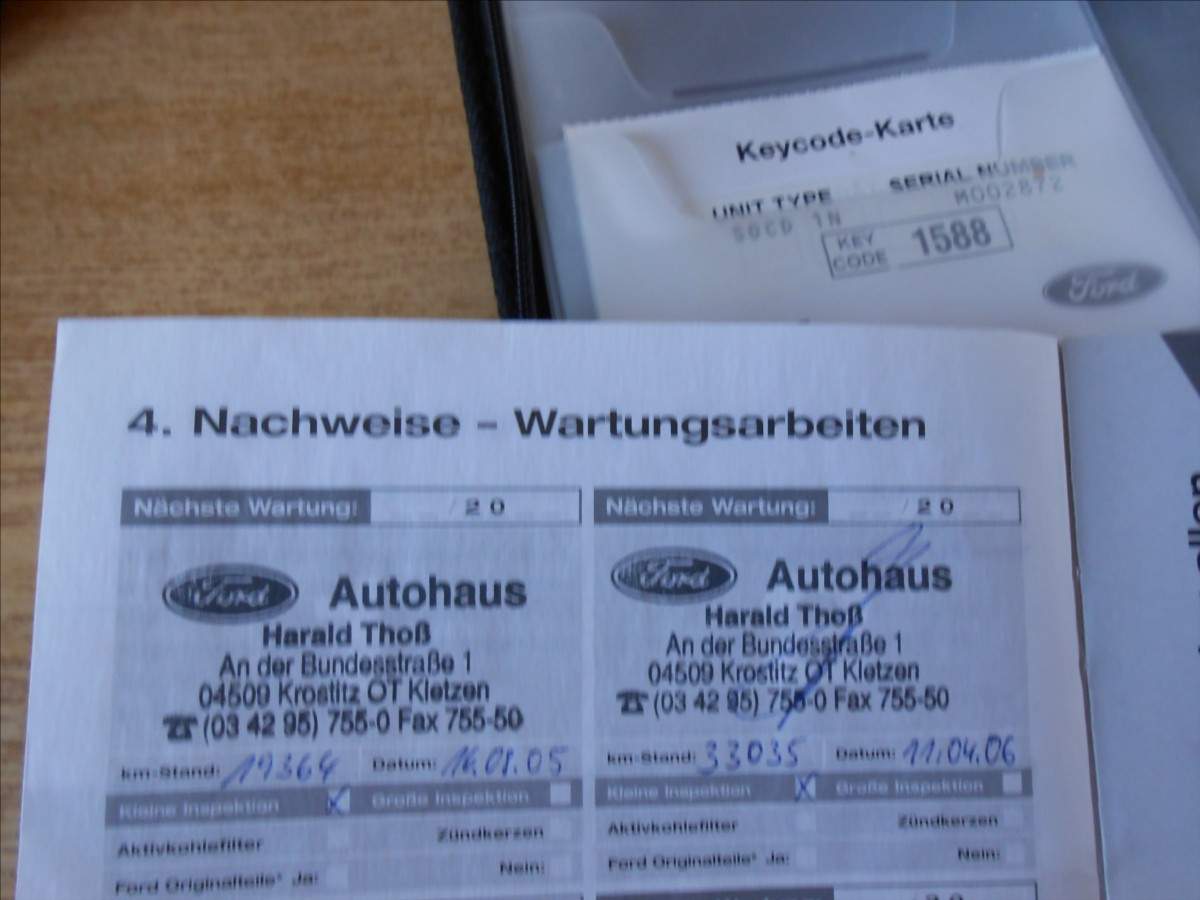 Keycode-Karte
UNIT TYPE SERIAL NUMBER
1N M002872
KEY CODE 1588
Ford
4. Nachweise - Wartungsarbeiten
Nächste Wartung: /20
Ford Autohaus
Harald Thoß
An der Bundesstraße 1
04509 Krostitz OT Kletzen
☎ (03 42 95) 755-0 Fax 755-50
km-Stand: 19364 Datum: 16.08.05
Kleine Inspektion X Große Inspektion
Aktivkohlefilter Zündkerzen
Ford Originalteile* Ja: Nein:
Nächste Wartung: /20
Ford Autohaus
Harald Thoß
An der Bundesstraße 1
04509 Krostitz OT Kletzen
☎ (03 42 95) 755-0 Fax 755-50
km-Stand: 33035 Datum: 11.04.06
Kleine Inspektion X Große Inspektion
Aktivkohlefilter Zündkerzen
Ford Originalteile* Ja: Nein: